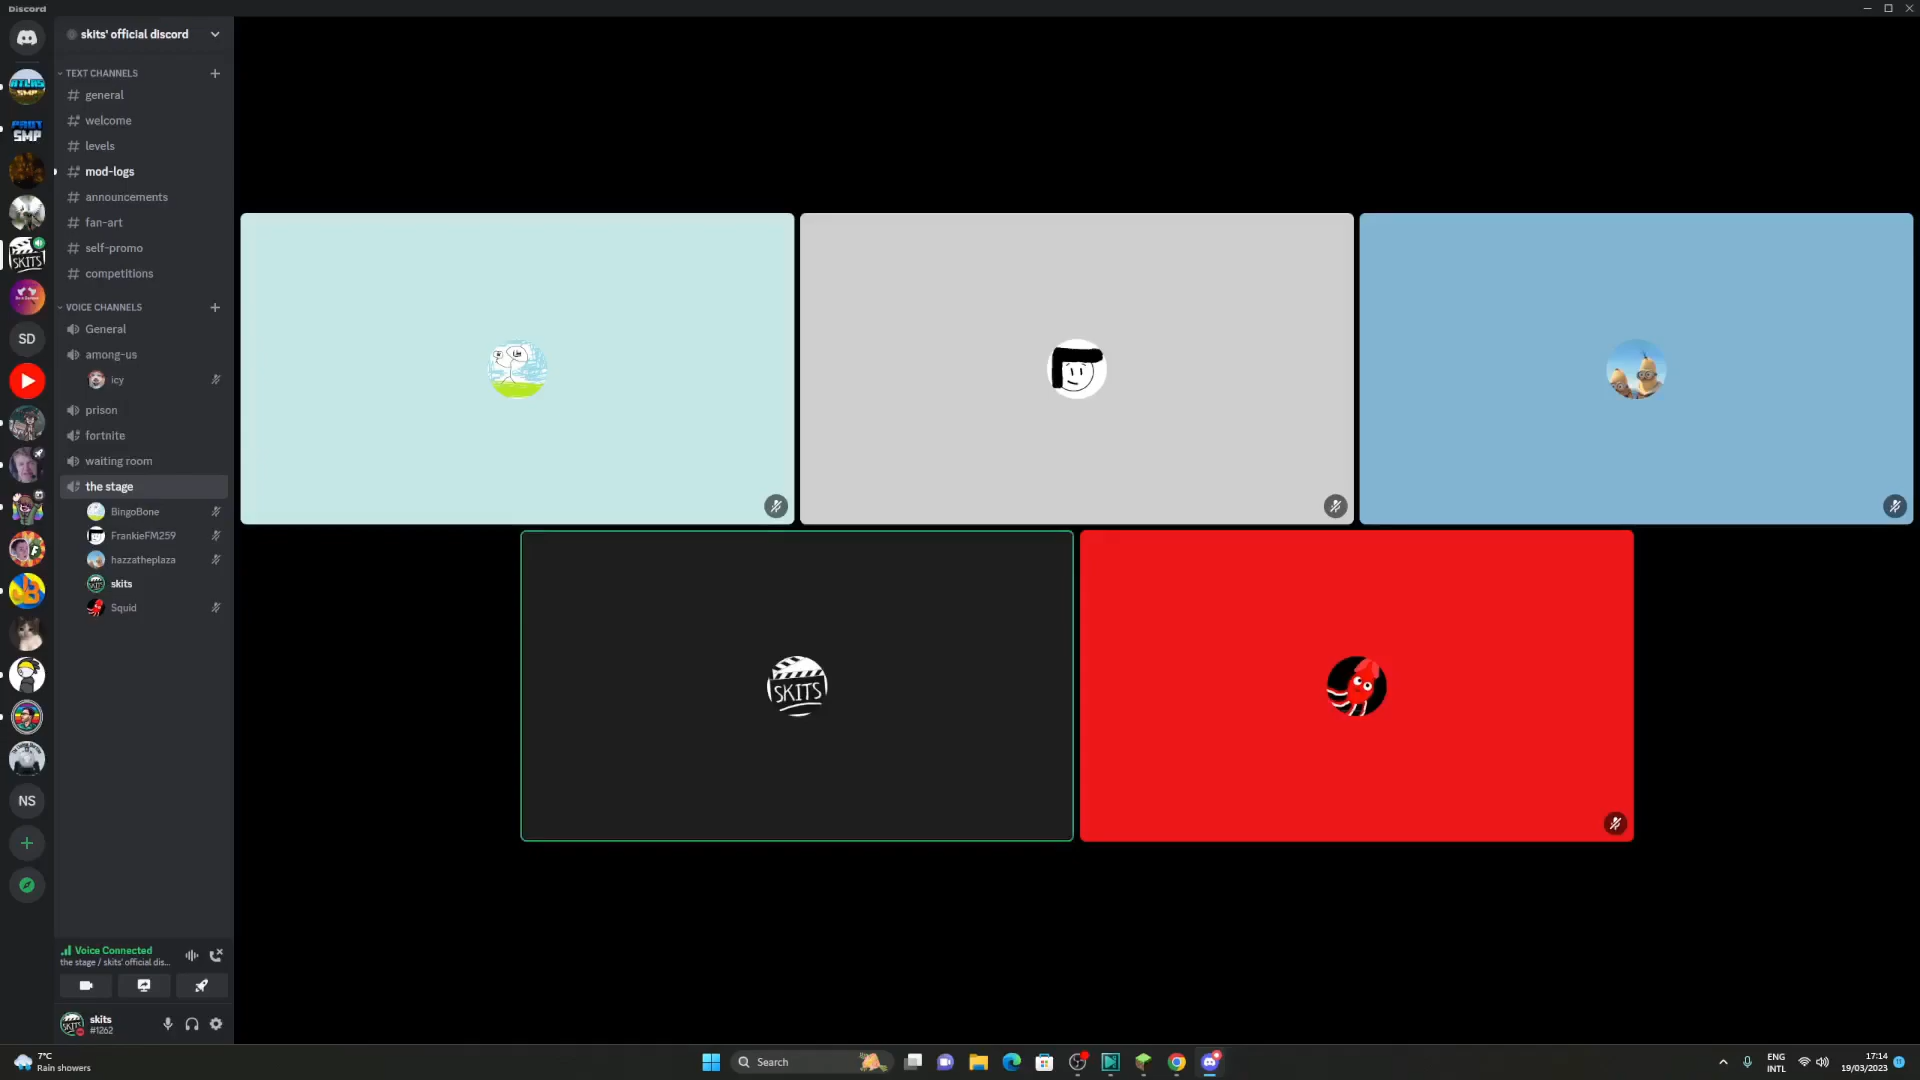 Discord
skits' official discord
TEXT CHANNELS
general
welcome
levels
mod-logs
announcements
fan-art
self-promo
competitions
VOICE CHANNELS
General
among-us
icy
prison
fortnite
waiting room
the stage
BingoBone
FrankieFM259
hazzatheplaza
skits
Squid
ATLAS
SMP
SMP
SKITS
SD
NS
SKITS
Voice Connected
the stage / skits' official dis...
skits
#1262
7°C
Rain showers
Search
ENG
INTL
17:14
19/03/2023